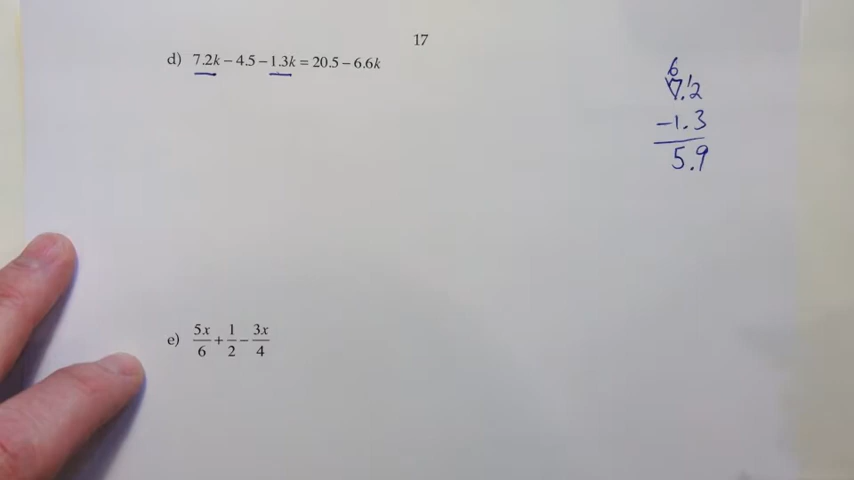 17
d) 7.2k – 4.5 – 1.3k = 20.5 – 6.6k
6
7.12
-1.3
5.9
e) 5x/6 + 1/2 – 3x/4